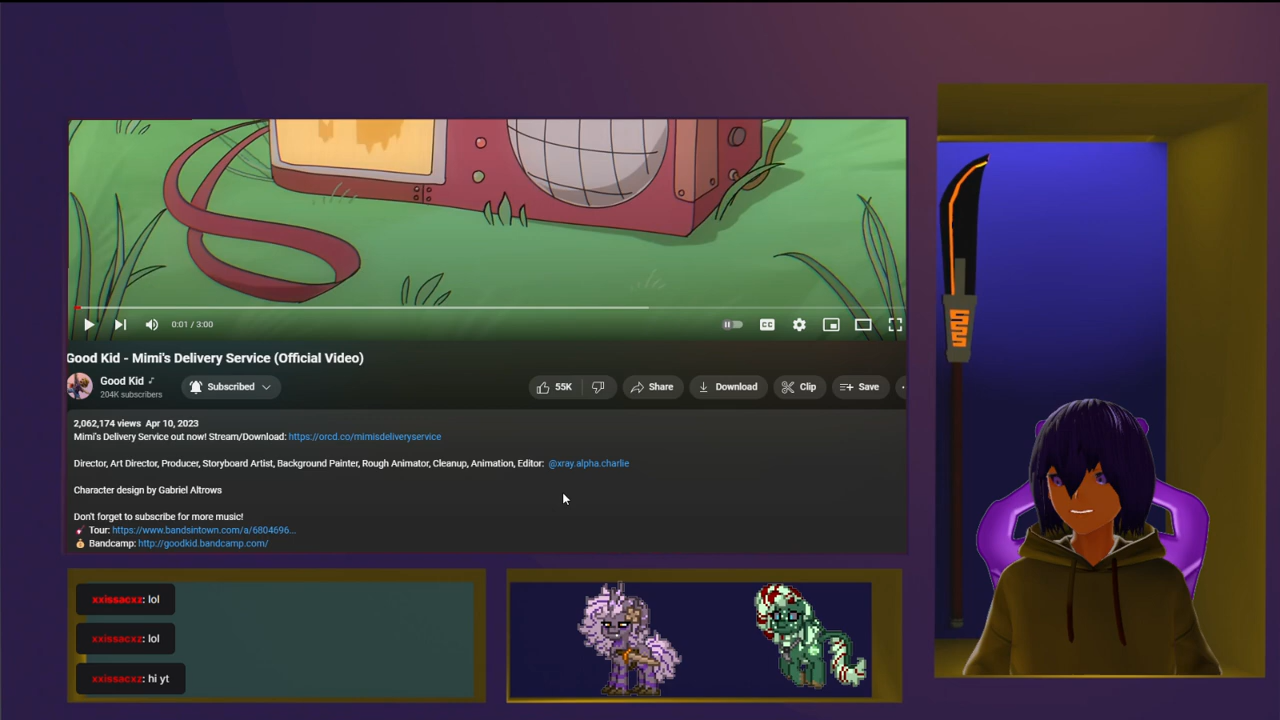 CC
0:01 / 3:00
Good Kid - Mimi's Delivery Service (Official Video)
Good Kid
204K subscribers
Subscribed
55K
Share
Download
Clip
Save
2,062,174 views Apr 10, 2023
Mimi's Delivery Service out now! Stream/Download: https://orcd.co/mimisdeliveryservice
Director, Art Director, Producer, Storyboard Artist, Background Painter, Rough Animator, Cleanup, Animation, Editor: @xray.alpha.charlie
Character design by Gabriel Altrows
Don't forget to subscribe for more music!
Tour: https://www.bandsintown.com/a/6804696...
Bandcamp: http://goodkid.bandcamp.com/
xxissacxz: lol
xxissacxz: lol
xxissacxz: hi yt